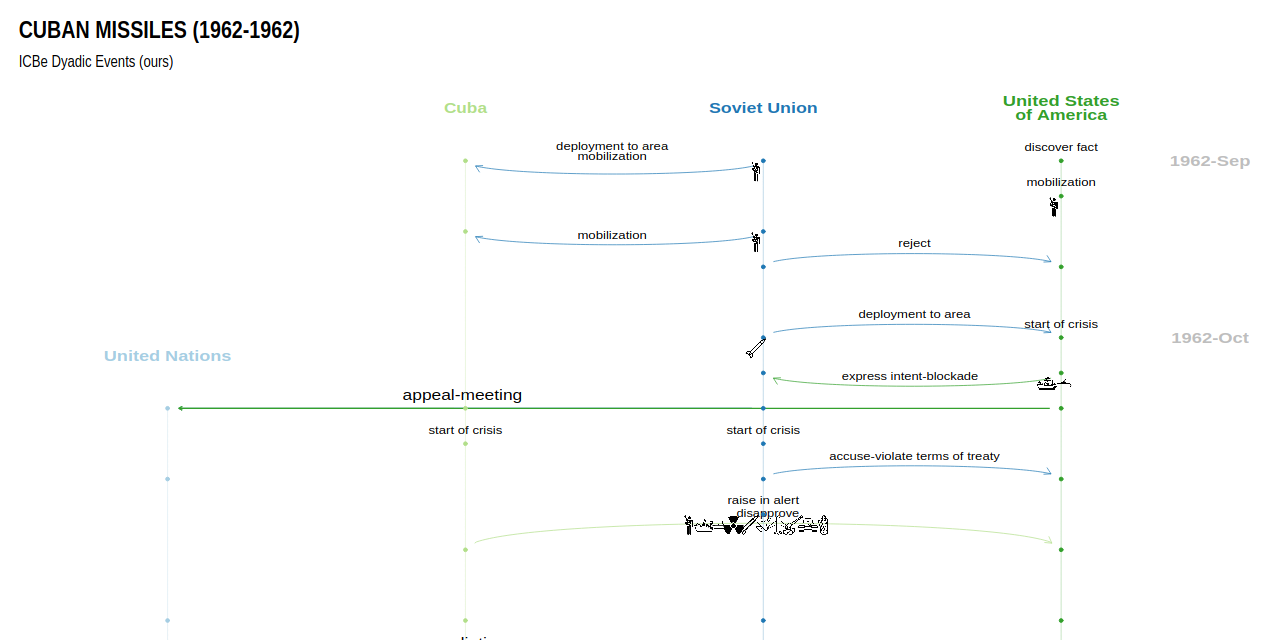 CUBAN MISSILES (1962-1962)
ICBe Dyadic Events (ours)
Cuba
Soviet Union
United States
of America
deployment to area
mobilization
discover fact
1962-Sep
mobilization
mobilization
reject
deployment to area
start of crisis
1962-Oct
United Nations
express intent-blockade
appeal-meeting
start of crisis
start of crisis
accuse-violate terms of treaty
raise in alert
disapprove